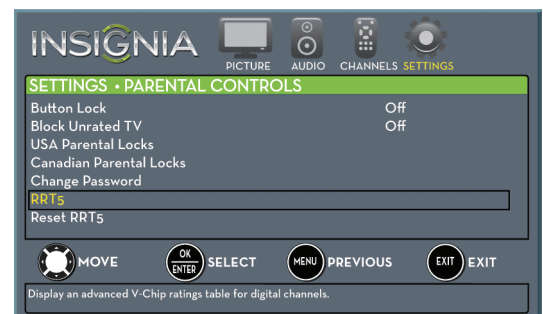 INSIGNIA
PICTURE AUDIO CHANNELS SETTINGS
SETTINGS • PARENTAL CONTROLS
Button Lock Off
Block Unrated TV Off
USA Parental Locks
Canadian Parental Locks
Change Password
RRT5
Reset RRT5
MOVE OK ENTER SELECT MENU PREVIOUS EXIT EXIT
Display an advanced V-Chip ratings table for digital channels.